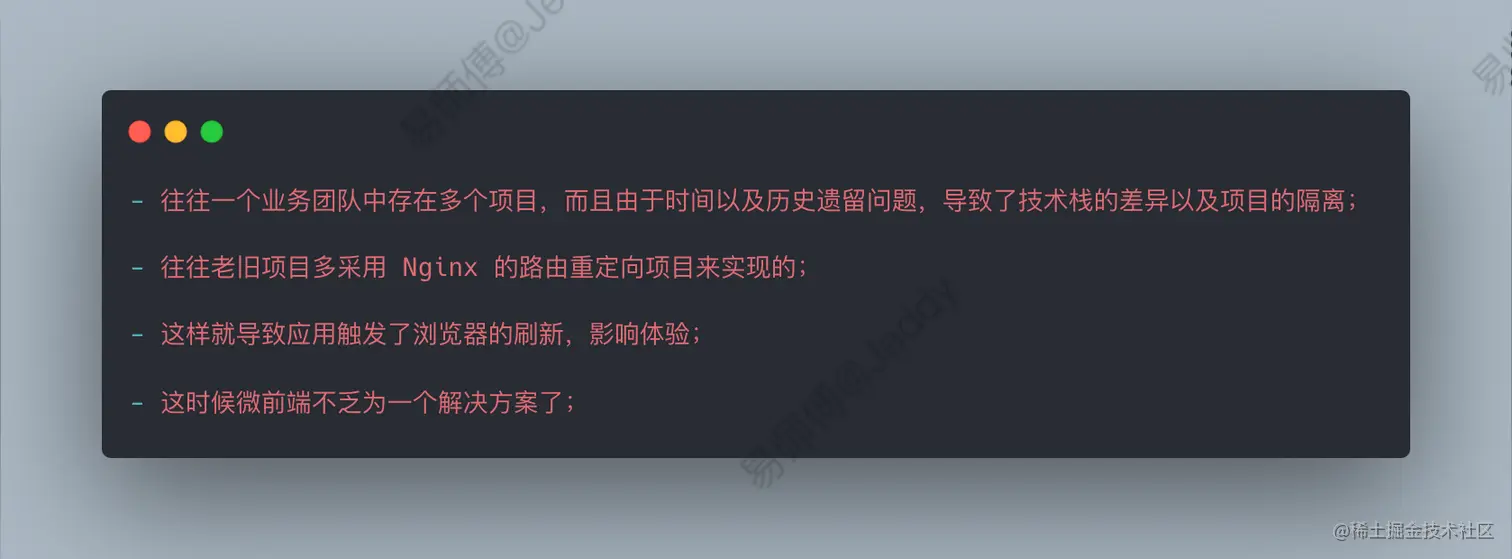 易师傅@Je
易师
- 往往一个业务团队中存在多个项目，而且由于时间以及历史遗留问题，导致了技术栈的差异以及项目的隔离；
- 往往老旧项目多采用 Nginx 的路由重定向项目来实现的；
- 这样就导致应用触发了浏览器的刷新，影响体验；
- 这时候微前端不乏为一个解决方案了；
易师傅@Jeddy
@稀土掘金技术社区